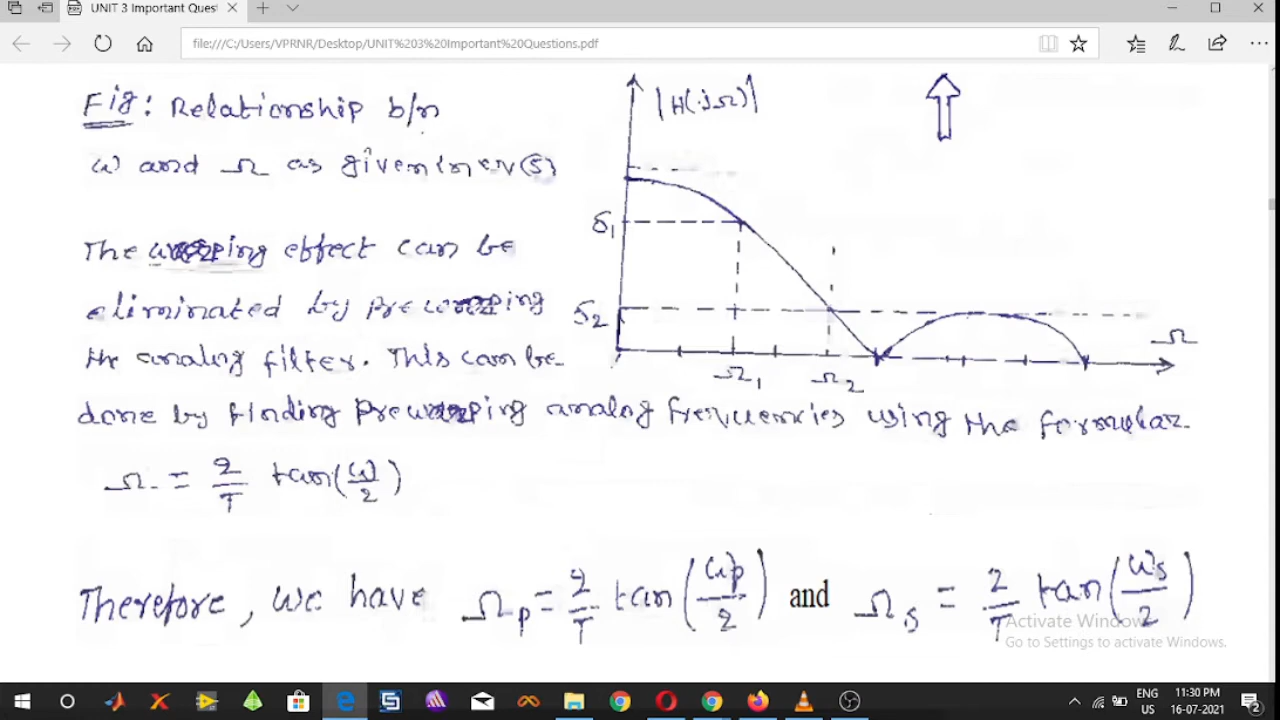 UNIT 3 Important Quest
file:///C:/Users/VPRNR/Desktop/UNIT%203%20Important%20Questions.pdf
Fig: Relationship b/n
ω and Ω as given in eqn(5)
|H(jΩ)|
δ1
δ2
Ω1
Ω2
Ω
The warping effect can be
eliminated by prewarping
the analog filter. This can be
done by finding prewarping analog frequencies using the formula.
Ω = 2/T tan(ω/2)
Therefore, we have Ωp = 2/T tan(ωp/2) and Ωs = 2/T tan(ωs/2)
Activate Windows
Go to Settings to activate Windows.
ENG
US
11:30 PM
16-07-2021
2